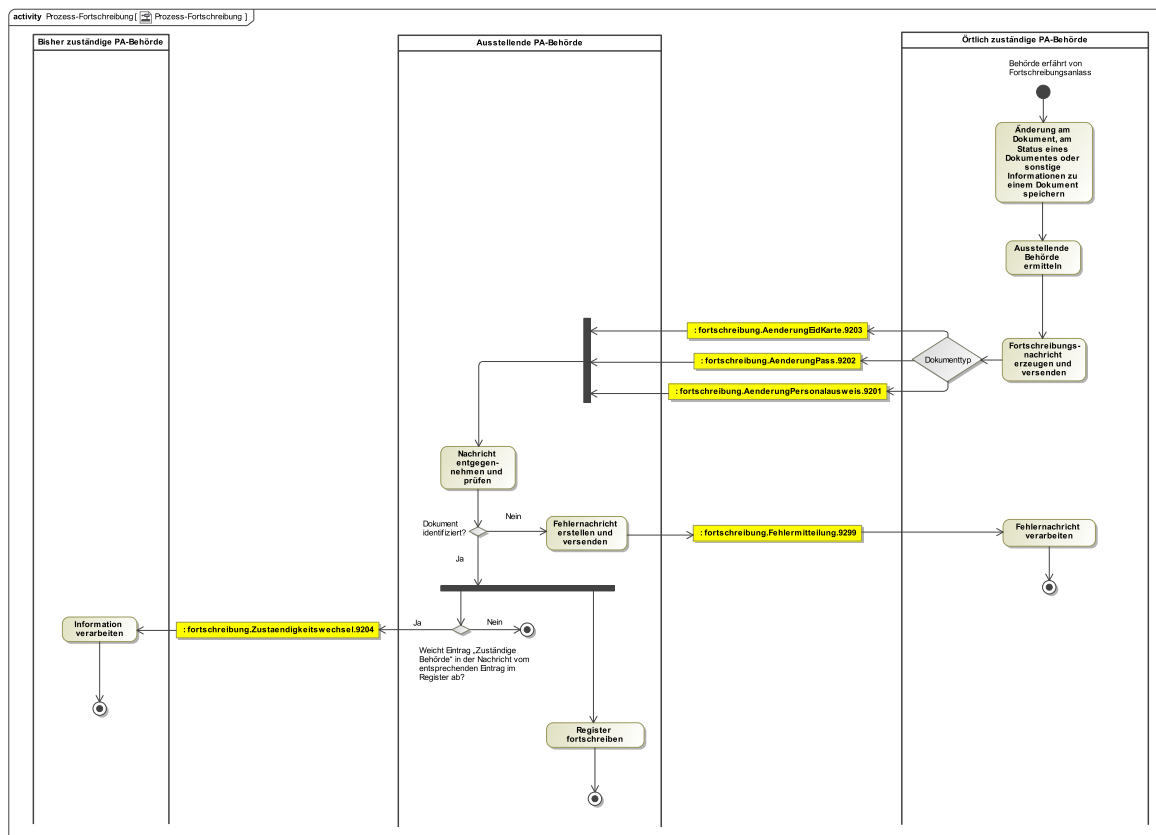 activity Prozess-Fortschreibung [ Prozess-Fortschreibung ]
Bisher zuständige PA-Behörde
Ausstellende PA-Behörde
Örtlich zuständige PA-Behörde
Behörde erfährt von
Fortschreibungsanlass
Änderung am
Dokument, am
Status eines
Dokumentes oder
sonstige
Informationen zu
einem Dokument
speichern
Ausstellende
Behörde
ermitteln
Fortschreibungs-
nachricht
erzeugen und
versenden
Dokumenttyp
: fortschreibung.AenderungEidKarte.9203
: fortschreibung.AenderungPass.9202
: fortschreibung.AenderungPersonalausweis.9201
Nachricht
entgegen-
nehmen und
prüfen
Dokument
identifiziert?
Nein
Ja
Fehlernachricht
erstellen und
versenden
: fortschreibung.Fehlermitteilung.9299
Fehlernachricht
verarbeiten
Information
verarbeiten
: fortschreibung.Zustaendigkeitswechsel.9204
Ja
Nein
Weicht Eintrag „Zuständige
Behörde“ in der Nachricht vom
entsprechenden Eintrag im
Register ab?
Register
fortschreiben